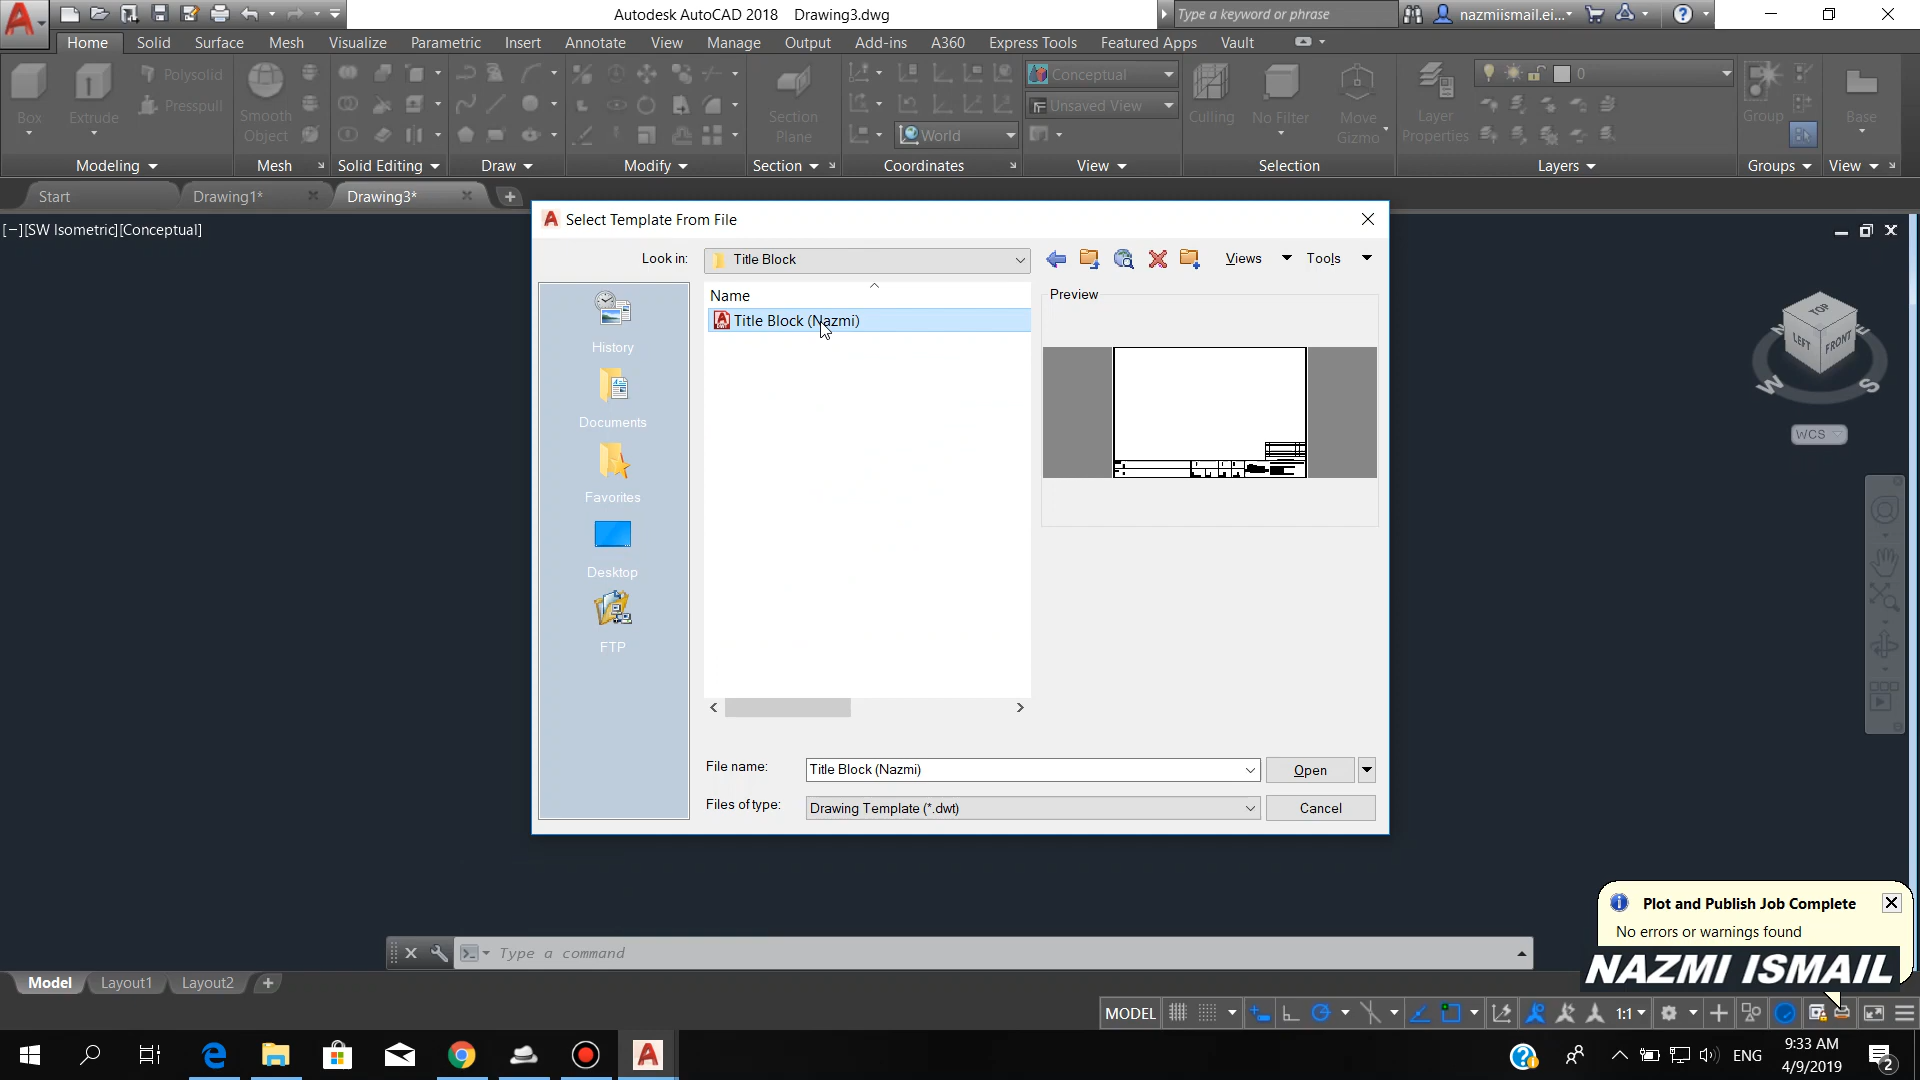 Autodesk AutoCAD 2018 Drawing3.dwg
Type a keyword or phrase
nazmiismail.ei...
Home Solid Surface Mesh Visualize Parametric Insert Annotate View Manage Output Add-ins A360 Express Tools Featured Apps Vault
Box
Extrude
Polysolid
Presspull
Smooth
Object
Section
Plane
World
Conceptual
Unsaved View
Culling
No Filter
Move
Gizmo
Layer
Properties
0
Group
Base
Modeling Mesh Solid Editing Draw Modify Section Coordinates View Selection Layers Groups View
Start Drawing1* Drawing3*
[−][SW Isometric][Conceptual]
Select Template From File
Look in: Title Block Views Tools
Name
Title Block (Nazmi)
Preview
History
Documents
Favorites
Desktop
FTP
File name: Title Block (Nazmi) Open
Files of type: Drawing Template (*.dwt) Cancel
TOP
LEFT
FRONT
N
E
W
S
WCS
Plot and Publish Job Complete
No errors or warnings found
NAZMI ISMAIL
Type a command
Model Layout1 Layout2
MODEL 1:1
ENG
9:33 AM
4/9/2019
2